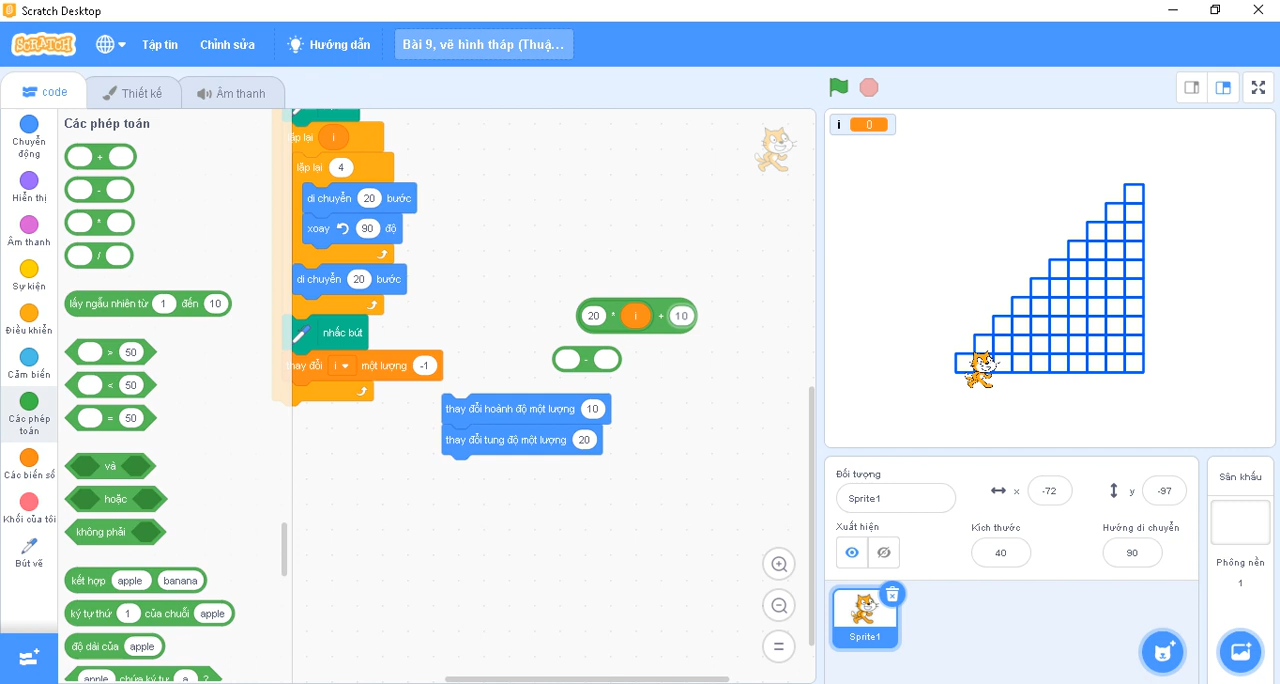 Scratch Desktop
SCRATCH Tập tin Chỉnh sửa Hướng dẫn Bài 9, vẽ hình tháp (Thuậ...
code Thiết kế Âm thanh
Chuyển động
Hiển thị
Âm thanh
Sự kiện
Điều khiển
Cảm biến
Các phép toán
Các biến số
Khối của tôi
Bút vẽ
Các phép toán
+
-
*
/
lấy ngẫu nhiên từ 1 đến 10
> 50
< 50
= 50
và
hoặc
không phải
kết hợp apple banana
ký tự thứ 1 của chuỗi apple
độ dài của apple
apple chứa ký tự a ?
lặp lại i
lặp lại 4
di chuyển 20 bước
xoay 90 độ
di chuyển 20 bước
nhấc bút
thay đổi i một lượng -1
20 * i + 10
-
thay đổi hoành độ một lượng 10
thay đổi tung độ một lượng 20
i 0
Đối tượng
Sprite1
x -72
y -97
Xuất hiện
Kích thước
40
Hướng di chuyển
90
Sprite1
Sân khấu
Phông nền
1